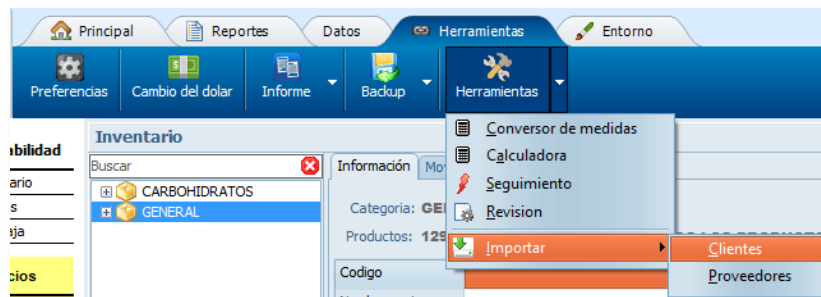 Principal
Reportes
Datos
Herramientas
Entorno
Preferencias
Cambio del dolar
Informe
Backup
Herramientas
Conversor de medidas
Calculadora
Seguimiento
Revision
Importar
Clientes
Proveedores
Inventario
Buscar
CARBOHIDRATOS
GENERAL
Información
Categoria:
Productos: 129
Codigo